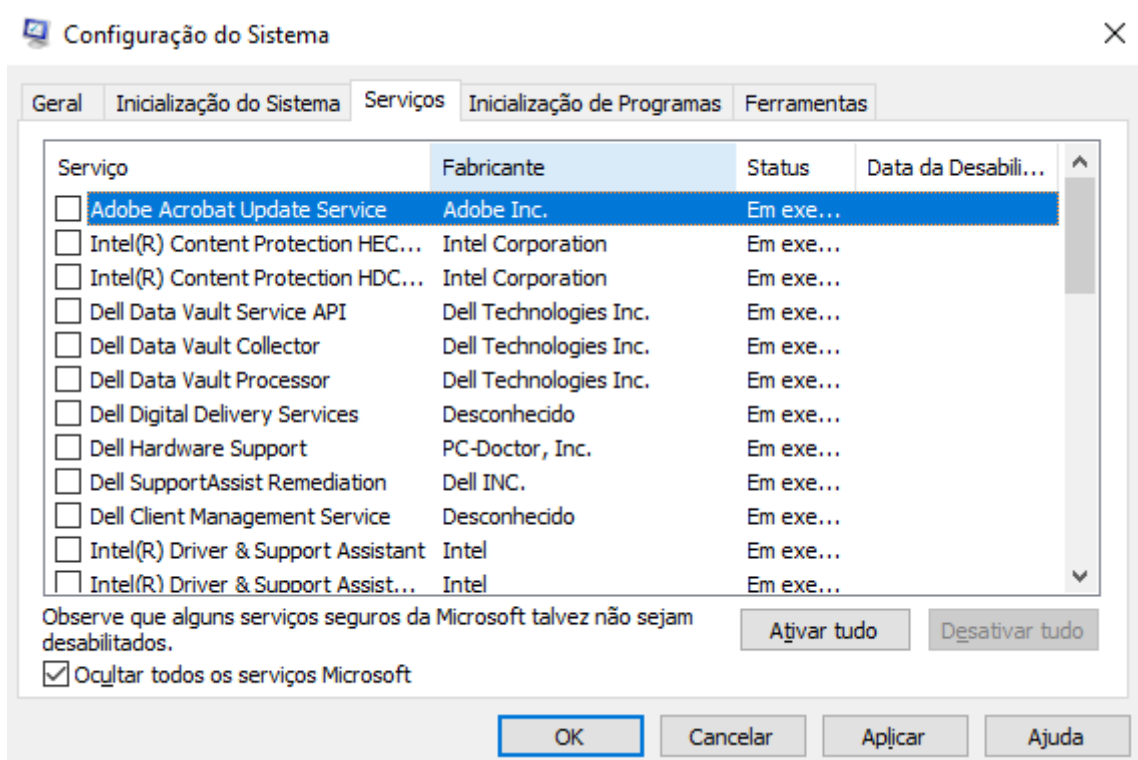 Configuração do Sistema
Geral Inicialização do Sistema Serviços Inicialização de Programas Ferramentas
Serviço Fabricante Status Data da Desabili...
Adobe Acrobat Update Service Adobe Inc. Em exe...
Intel(R) Content Protection HEC... Intel Corporation Em exe...
Intel(R) Content Protection HDC... Intel Corporation Em exe...
Dell Data Vault Service API Dell Technologies Inc. Em exe...
Dell Data Vault Collector Dell Technologies Inc. Em exe...
Dell Data Vault Processor Dell Technologies Inc. Em exe...
Dell Digital Delivery Services Desconhecido Em exe...
Dell Hardware Support PC-Doctor, Inc. Em exe...
Dell SupportAssist Remediation Dell INC. Em exe...
Dell Client Management Service Desconhecido Em exe...
Intel(R) Driver & Support Assistant Intel Em exe...
Intel(R) Driver & Support Assist... Intel Em exe...
Observe que alguns serviços seguros da Microsoft talvez não sejam
desabilitados.
Ativar tudo Desativar tudo
Ocultar todos os serviços Microsoft
OK Cancelar Aplicar Ajuda